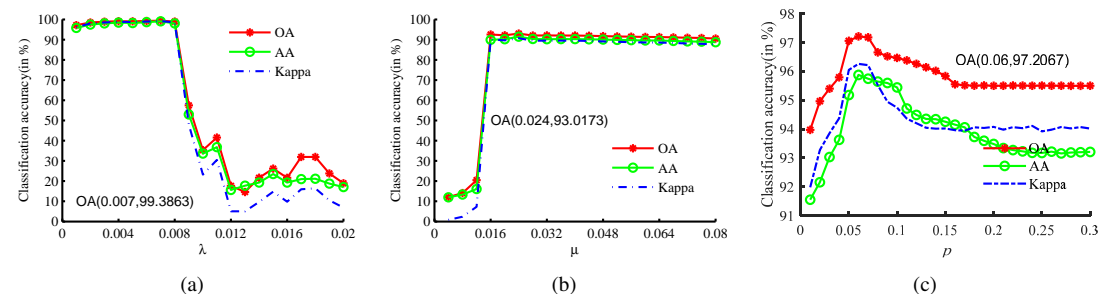 Classification accuracy(in %)
100
90
80
70
60
50
40
30
20
10
0
0 0.004 0.008 0.012 0.016 0.02
λ
OA
AA
Kappa
OA(0.007,99.3863)
(a)
Classification accuracy(in %)
100
90
80
70
60
50
40
30
20
10
0
0 0.016 0.032 0.048 0.064 0.08
μ
OA(0.024,93.0173)
OA
AA
Kappa
(b)
Classification accuracy(in %)
98
97
96
95
94
93
92
91
0 0.05 0.1 0.15 0.2 0.25 0.3
p
OA(0.06,97.2067)
OA
AA
Kappa
(c)